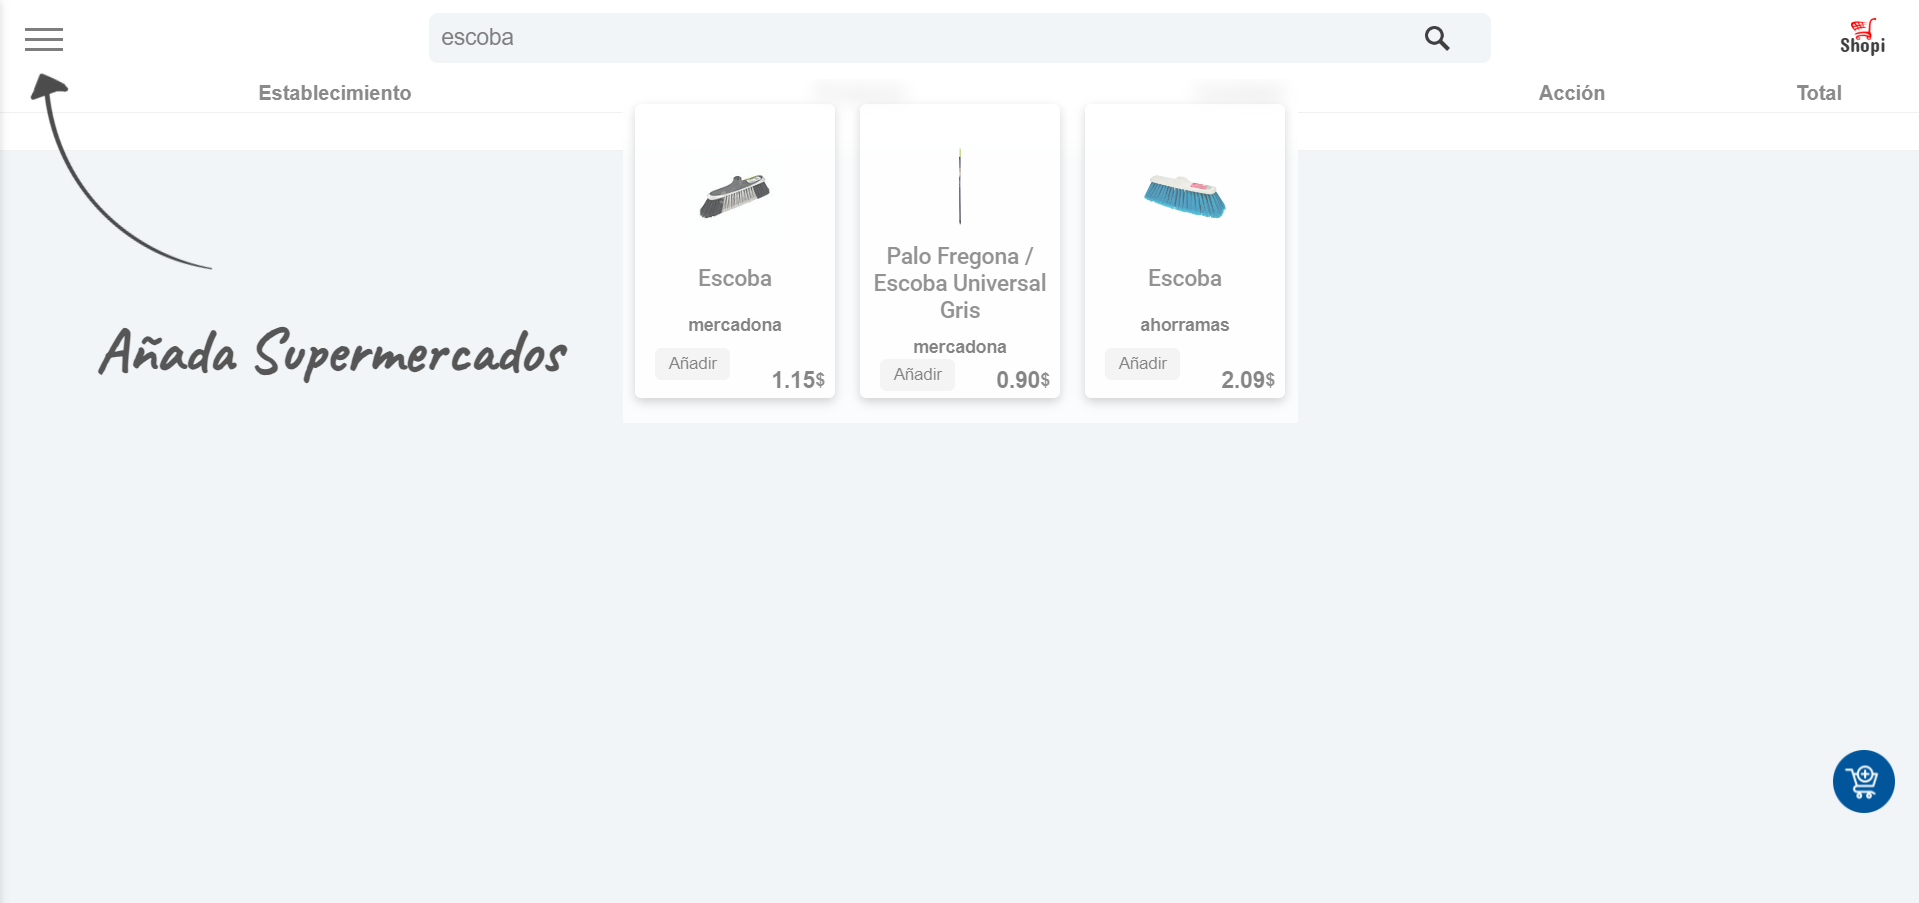 escoba
Shopi
Establecimiento
Acción
Total
Añada Supermercados
Escoba
mercadona
Añadir
1.15$
Palo Fregona /
Escoba Universal
Gris
mercadona
Añadir
0.90$
Escoba
ahorramas
Añadir
2.09$